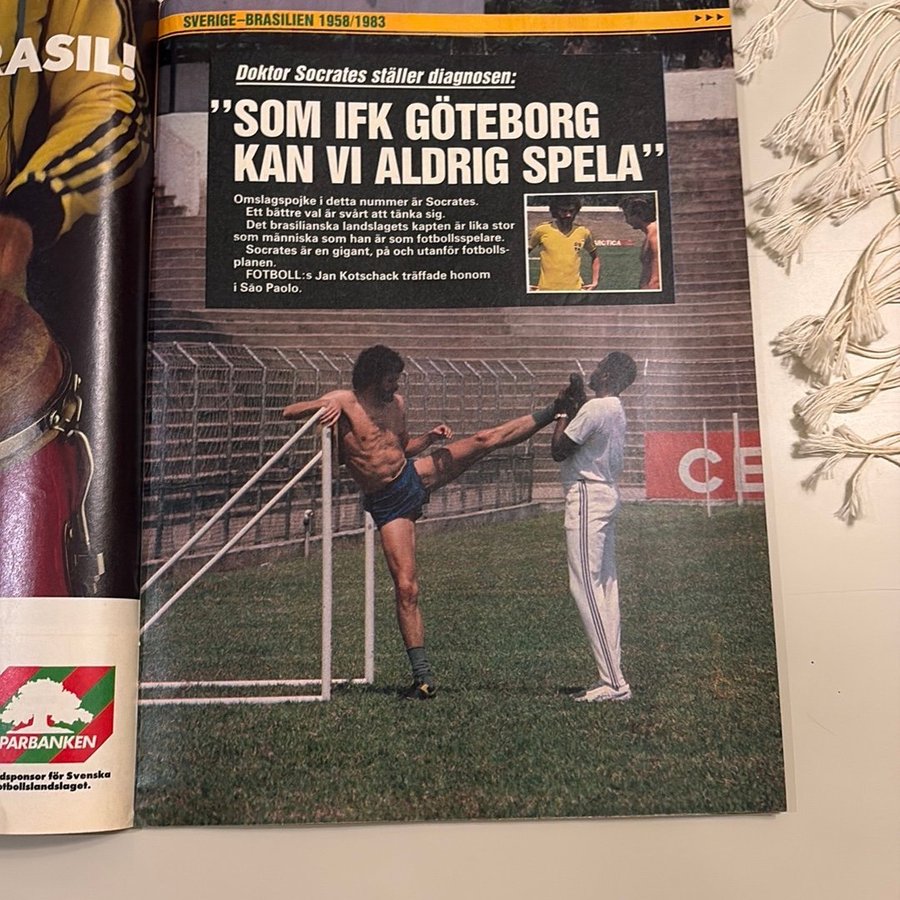 RASIL!
SVERIGE–BRASILIEN 1958/1983
Doktor Socrates ställer diagnosen:
”SOM IFK GÖTEBORG
KAN VI ALDRIG SPELA”
Omslagspojke i detta nummer är Socrates.
Ett bättre val är svårt att tänka sig.
Det brasilianska landslagets kapten är lika stor
som människa som han är som fotbollsspelare.
Socrates är en gigant, på och utanför fotbolls-
planen.
FOTBOLL:s Jan Kotschack träffade honom
i São Paolo.
ARCTICA
CE
PARBANKEN
dsponsor för Svenska
otbollslandslaget.